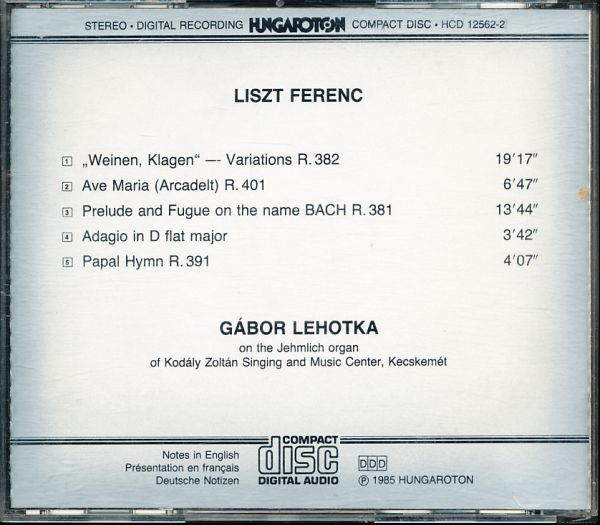 STEREO • DIGITAL RECORDING HUNGAROTON COMPACT DISC • HCD 12562-2
LISZT FERENC
1 „Weinen, Klagen“ — Variations R. 382 19′17″
2 Ave Maria (Arcadelt) R. 401 6′47″
3 Prelude and Fugue on the name BACH R. 381 13′44″
4 Adagio in D flat major 3′42″
5 Papal Hymn R. 391 4′07″
GÁBOR LEHOTKA
on the Jehmlich organ
of Kodály Zoltán Singing and Music Center, Kecskemét
Notes in English
Présentation en français
Deutsche Notizen
COMPACT
disc
DIGITAL AUDIO
DDD
℗ 1985 HUNGAROTON